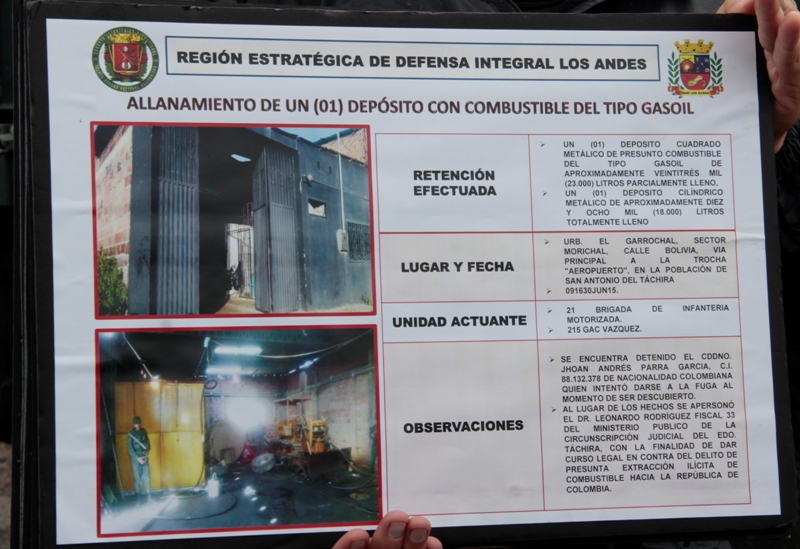 REGIÓN ESTRATÉGICA DE DEFENSA INTEGRAL LOS ANDES
ALLANAMIENTO DE UN (01) DEPÓSITO CON COMBUSTIBLE DEL TIPO GASOIL
RETENCIÓN
EFECTUADA
UN (01) DEPOSITO CUADRADO
METÁLICO DE PRESUNTO COMBUSTIBLE
DEL TIPO GASOIL DE
APROXIMADAMENTE VEINTITRÉS MIL
(23.000) LITROS PARCIALMENTE LLENO,
UN (01) DEPOSITO CILÍNDRICO
METÁLICO DE APROXIMADAMENTE DIEZ
Y OCHO MIL (18.000) LITROS
TOTALMENTE LLENO
LUGAR Y FECHA
URB. EL GARROCHAL, SECTOR
MORICHAL, CALLE BOLIVIA, VIA
PRINCIPAL A LA TROCHA
"AEROPUERTO", EN LA POBLACIÓN DE
SAN ANTONIO DEL TÁCHIRA
091630JUN15.
UNIDAD ACTUANTE
21 BRIGADA DE INFANTERIA
MOTORIZADA.
215 GAC VAZQUEZ.
OBSERVACIONES
SE ENCUENTRA DETENIDO EL CDDNO.
JHOAN ANDRÉS PARRA GARCIA, C.I.
88.132.378 DE NACIONALIDAD COLOMBIANA
QUIEN INTENTÓ DARSE A LA FUGA AL
MOMENTO DE SER DESCUBIERTO.
AL LUGAR DE LOS HECHOS SE APERSONÓ
EL DR. LEONARDO RODRÍGUEZ FISCAL 33
DEL MINISTERIO PUBLICO DE LA
CIRCUNSCRIPCIÓN JUDICIAL DEL EDO.
TÁCHIRA, CON LA FINALIDAD DE DAR
CURSO LEGAL EN CONTRA DEL DELITO DE
PRESUNTA EXTRACCIÓN ILÍCITA DE
COMBUSTIBLE HACIA LA REPÚBLICA DE
COLOMBIA.